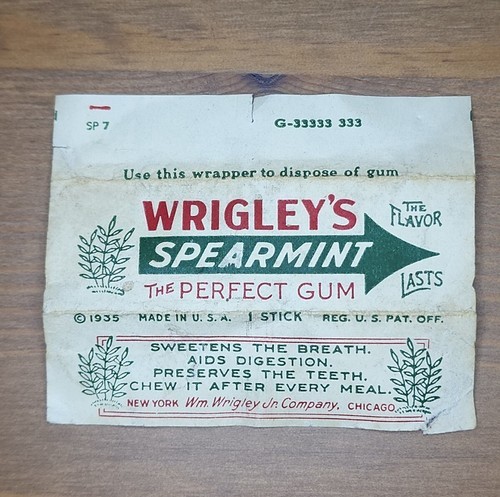 SP 7 G-33333 333
Use this wrapper to dispose of gum
WRIGLEY'S
SPEARMINT
THE PERFECT GUM
THE
FLAVOR
LASTS
© 1935 MADE IN U. S. A. 1 STICK REG. U. S. PAT. OFF.
SWEETENS THE BREATH.
AIDS DIGESTION.
PRESERVES THE TEETH.
CHEW IT AFTER EVERY MEAL.
NEW YORK Wm. Wrigley Jr. Company, CHICAGO